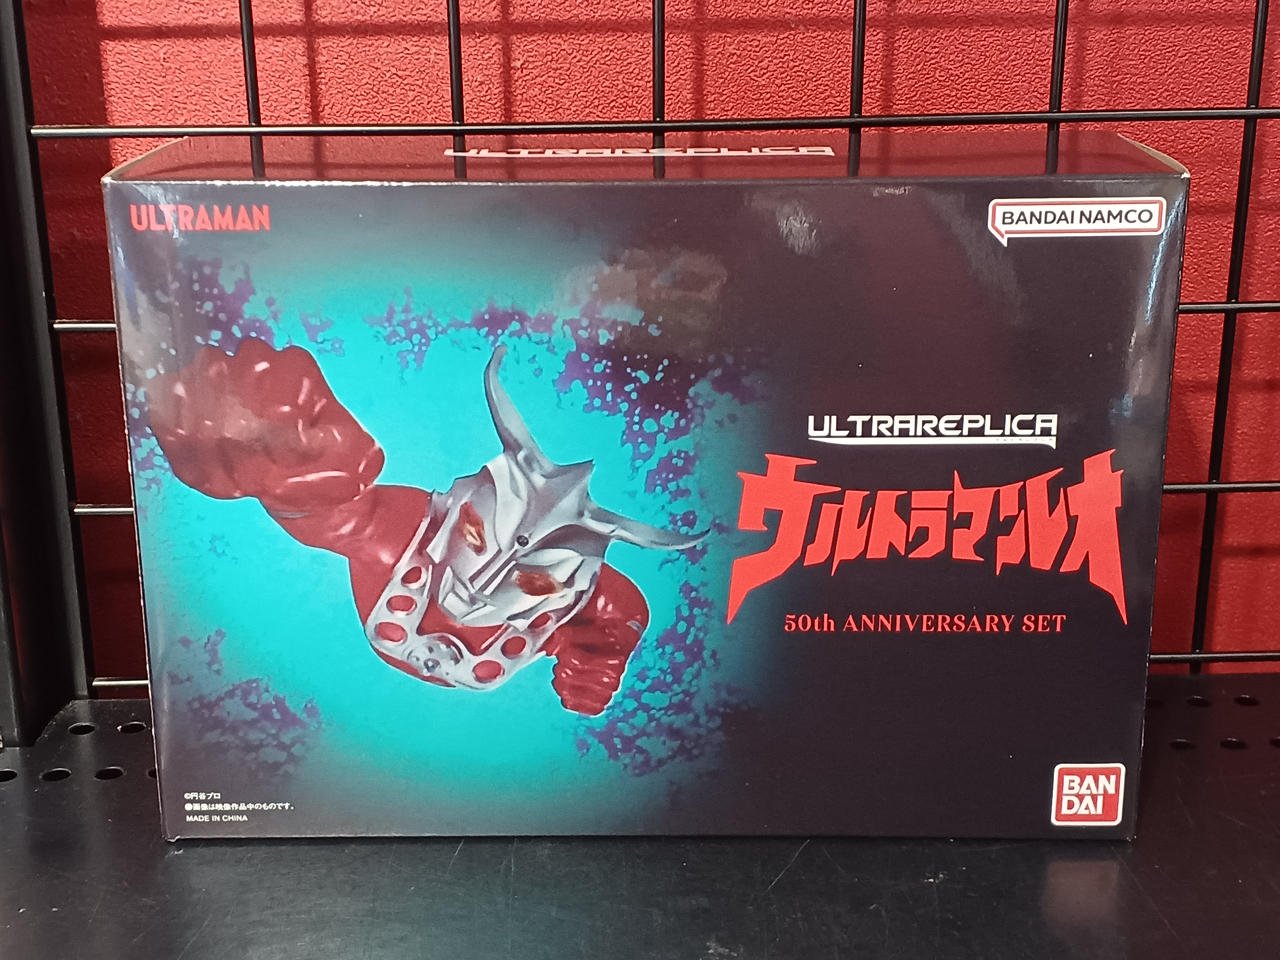 ULTRAREPLICA
ULTRAMAN
BANDAI NAMCO
ULTRAREPLICA
ウルトラマンレオ
50th ANNIVERSARY SET
©円谷プロ
●画像は映像作品中のものです。
MADE IN CHINA
BAN
DAI